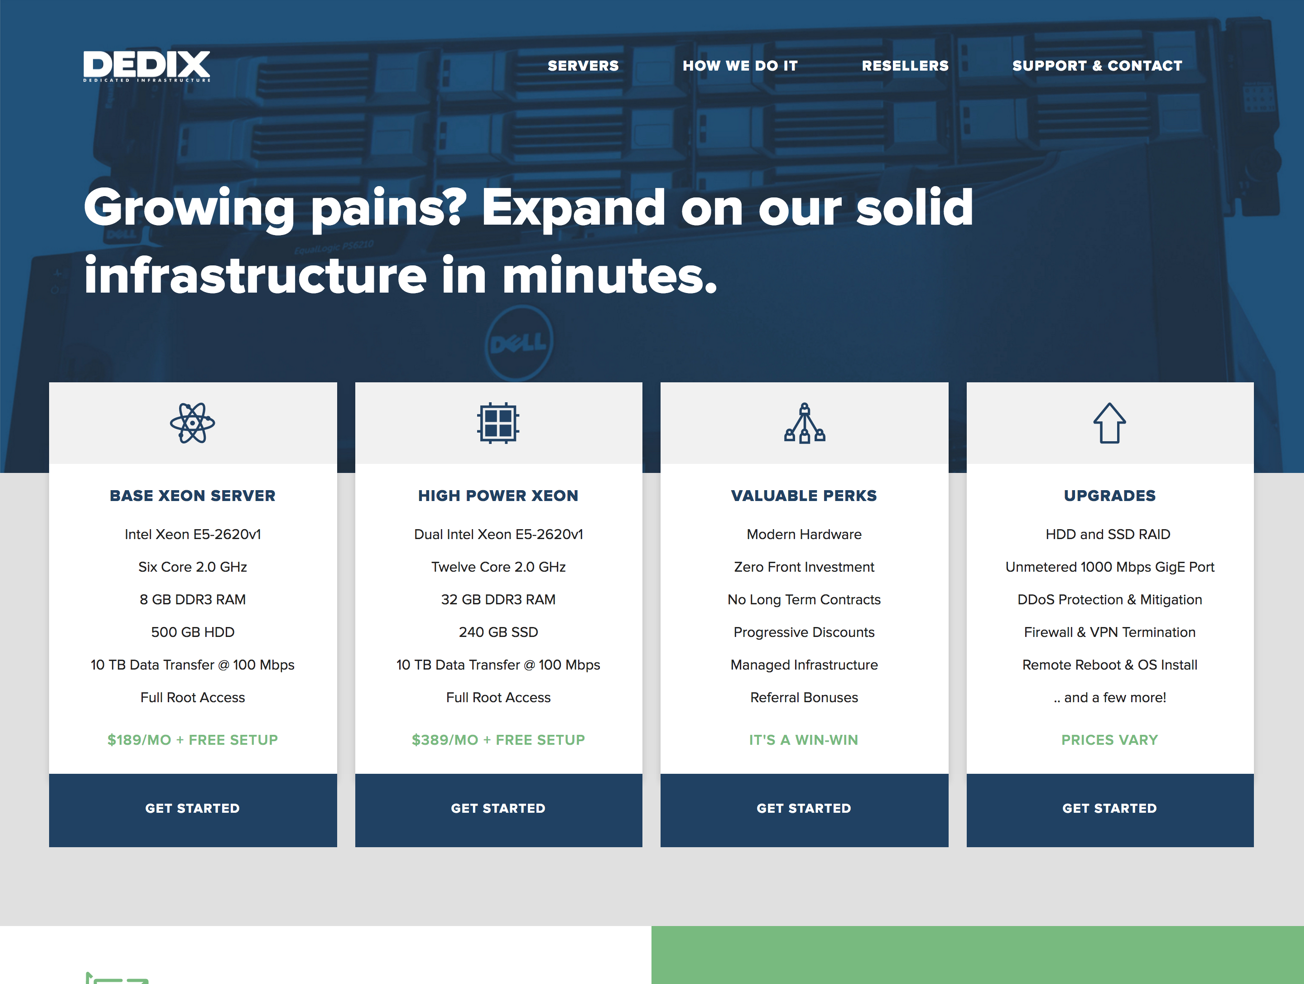 DEDIX
DEDICATED INFRASTRUCTURE
SERVERS
HOW WE DO IT
RESELLERS
SUPPORT & CONTACT
Growing pains? Expand on our solid
infrastructure in minutes.
DELL
EqualLogic PS6210
DELL
BASE XEON SERVER
Intel Xeon E5-2620v1
Six Core 2.0 GHz
8 GB DDR3 RAM
500 GB HDD
10 TB Data Transfer @ 100 Mbps
Full Root Access
$189/MO + FREE SETUP
GET STARTED
HIGH POWER XEON
Dual Intel Xeon E5-2620v1
Twelve Core 2.0 GHz
32 GB DDR3 RAM
240 GB SSD
10 TB Data Transfer @ 100 Mbps
Full Root Access
$389/MO + FREE SETUP
GET STARTED
VALUABLE PERKS
Modern Hardware
Zero Front Investment
No Long Term Contracts
Progressive Discounts
Managed Infrastructure
Referral Bonuses
IT'S A WIN-WIN
GET STARTED
UPGRADES
HDD and SSD RAID
Unmetered 1000 Mbps GigE Port
DDoS Protection & Mitigation
Firewall & VPN Termination
Remote Reboot & OS Install
.. and a few more!
PRICES VARY
GET STARTED